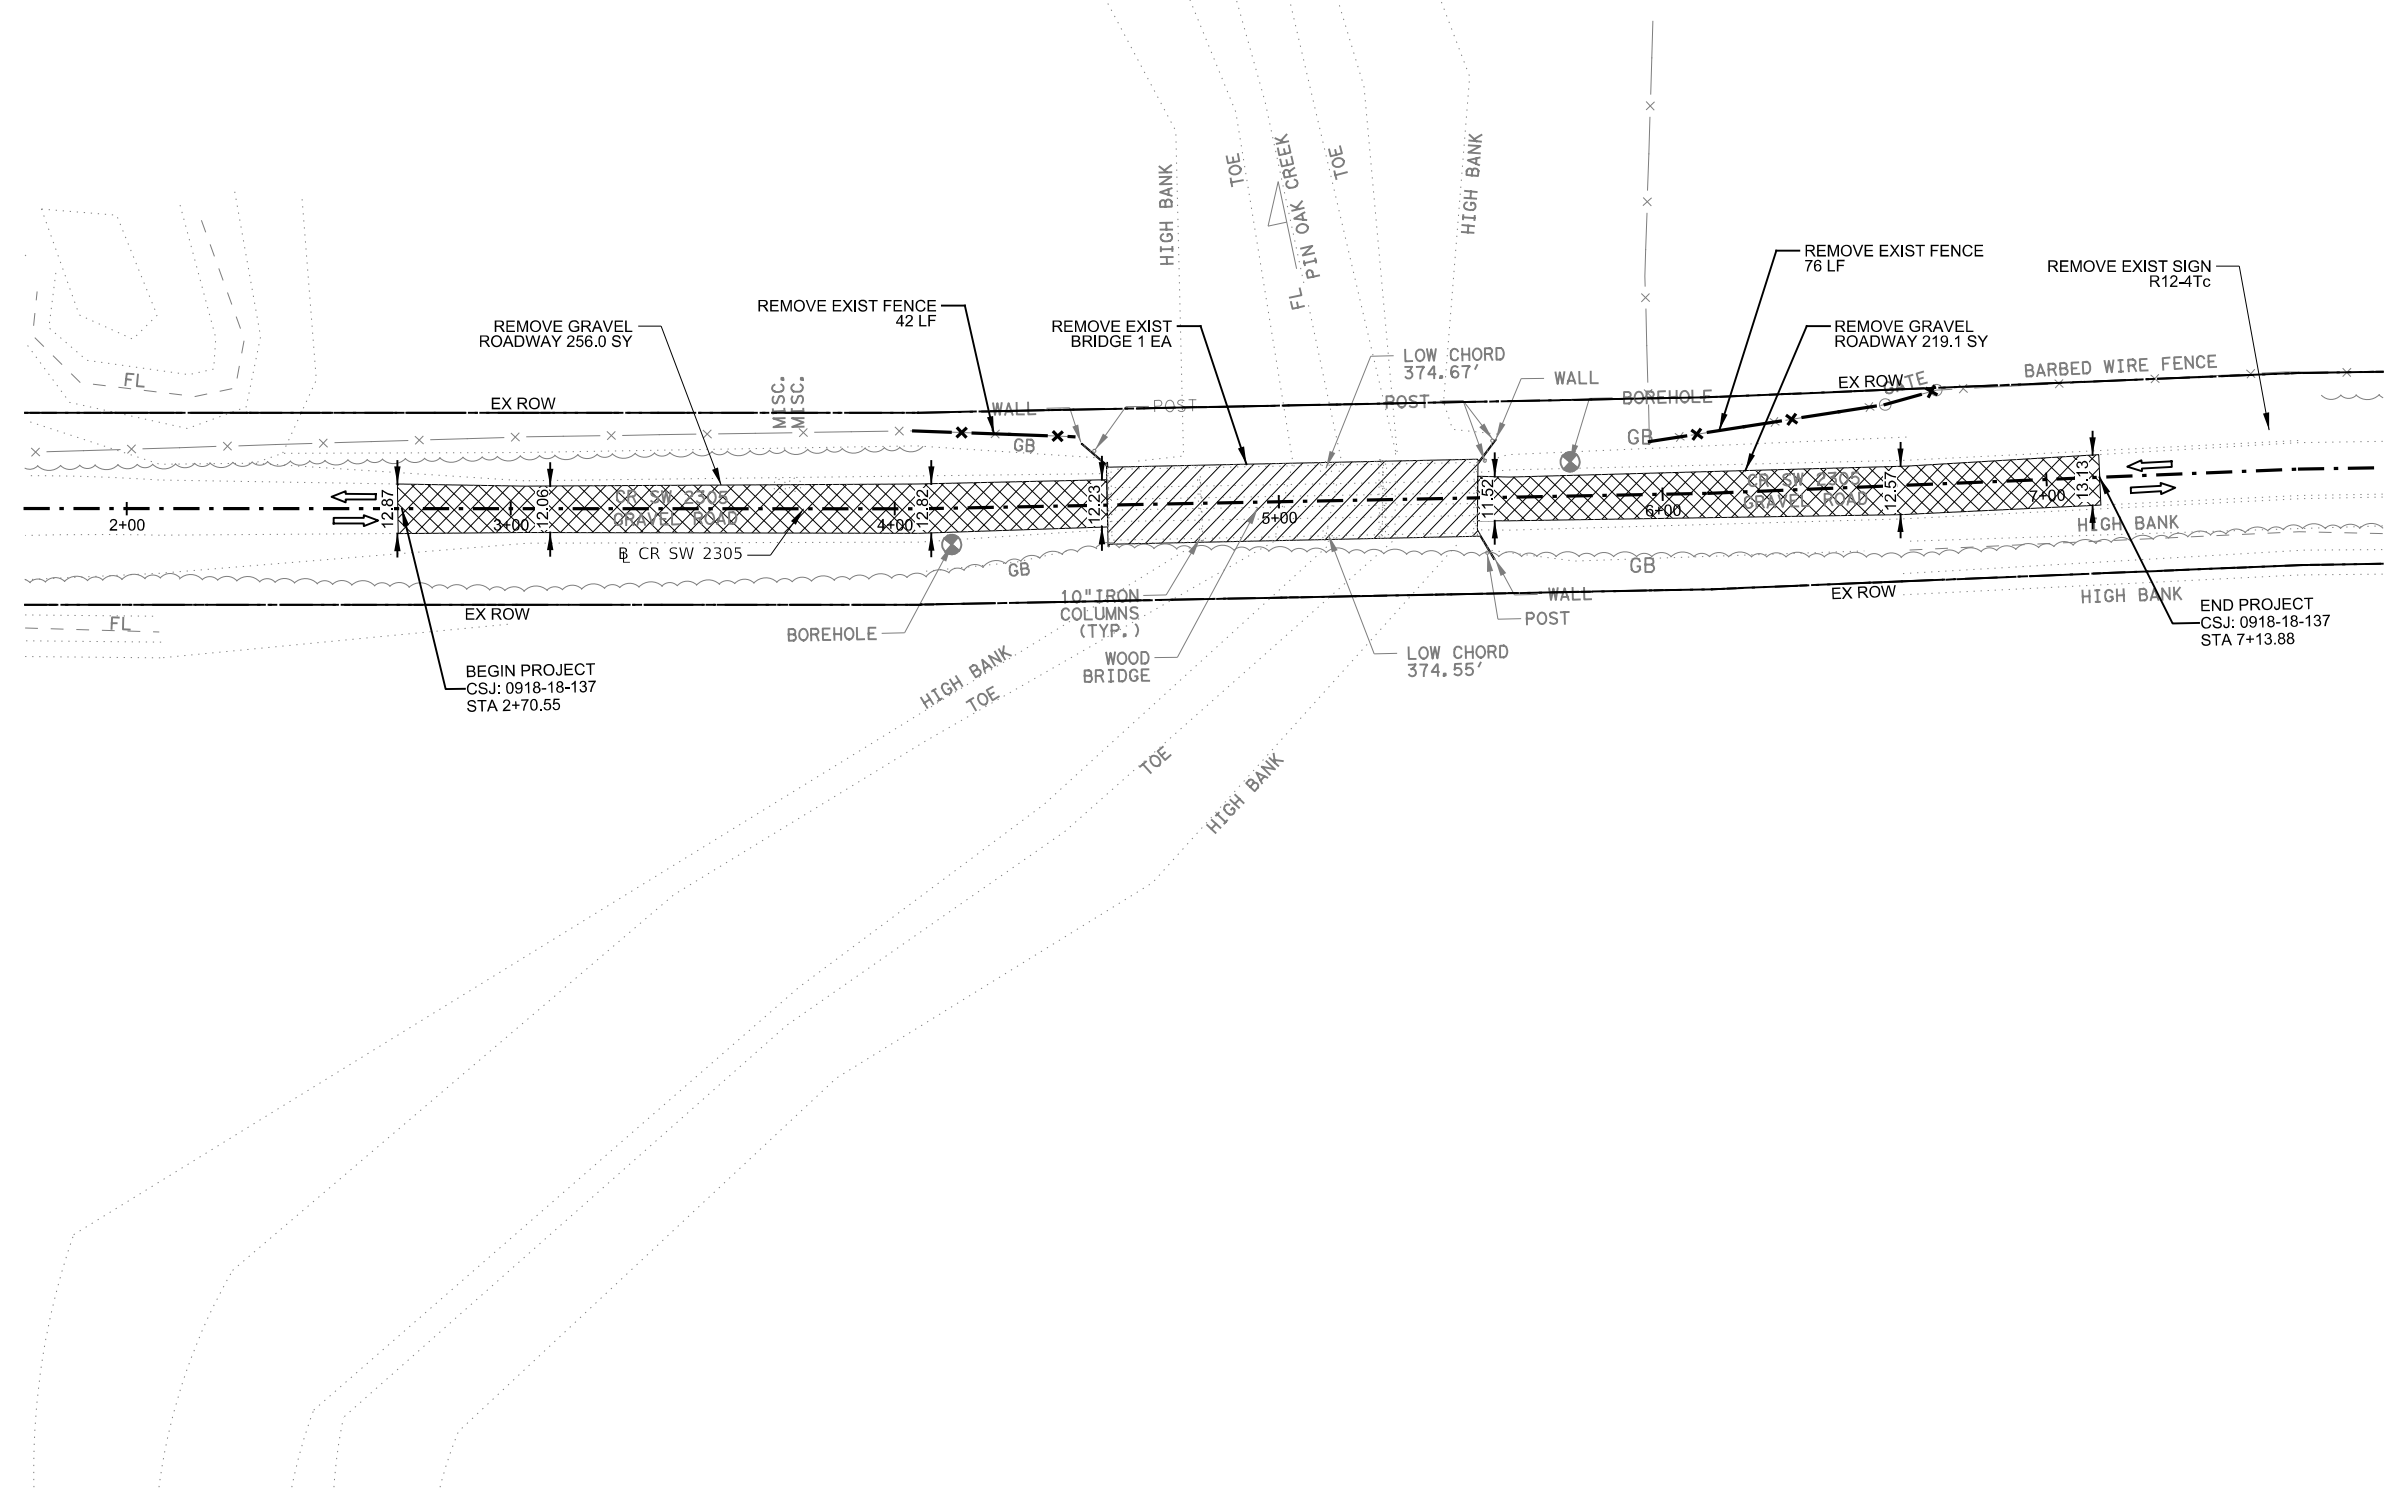 HIGH BANK
TOE
PIN OAK CREEK
FL
TOE
HIGH BANK
REMOVE EXIST FENCE
76 LF
REMOVE EXIST SIGN
R12-4Tc
REMOVE EXIST FENCE
42 LF
REMOVE GRAVEL
ROADWAY 256.0 SY
REMOVE EXIST
BRIDGE 1 EA
REMOVE GRAVEL
ROADWAY 219.1 SY
LOW CHORD
374.67'
WALL
BARBED WIRE FENCE
FL
MISC.
MISC.
EX ROW
EX ROW
GATE
WALL
POST
POST
BOREHOLE
GB
GB
12.87
12.06
12.82
12.23
11.52
12.57
13.13
CR SW 2305
GRAVEL ROAD
CR SW 2305
GRAVEL ROAD
2+00
3+00
4+00
5+00
6+00
7+00
HIGH BANK
BL CR SW 2305
GB
GB
10" IRON
COLUMNS
(TYP.)
WALL
POST
EX ROW
EX ROW
HIGH BANK
FL
BOREHOLE
WOOD
BRIDGE
LOW CHORD
374.55'
END PROJECT
CSJ: 0918-18-137
STA 7+13.88
BEGIN PROJECT
CSJ: 0918-18-137
STA 2+70.55
HIGH BANK
TOE
TOE
HIGH BANK